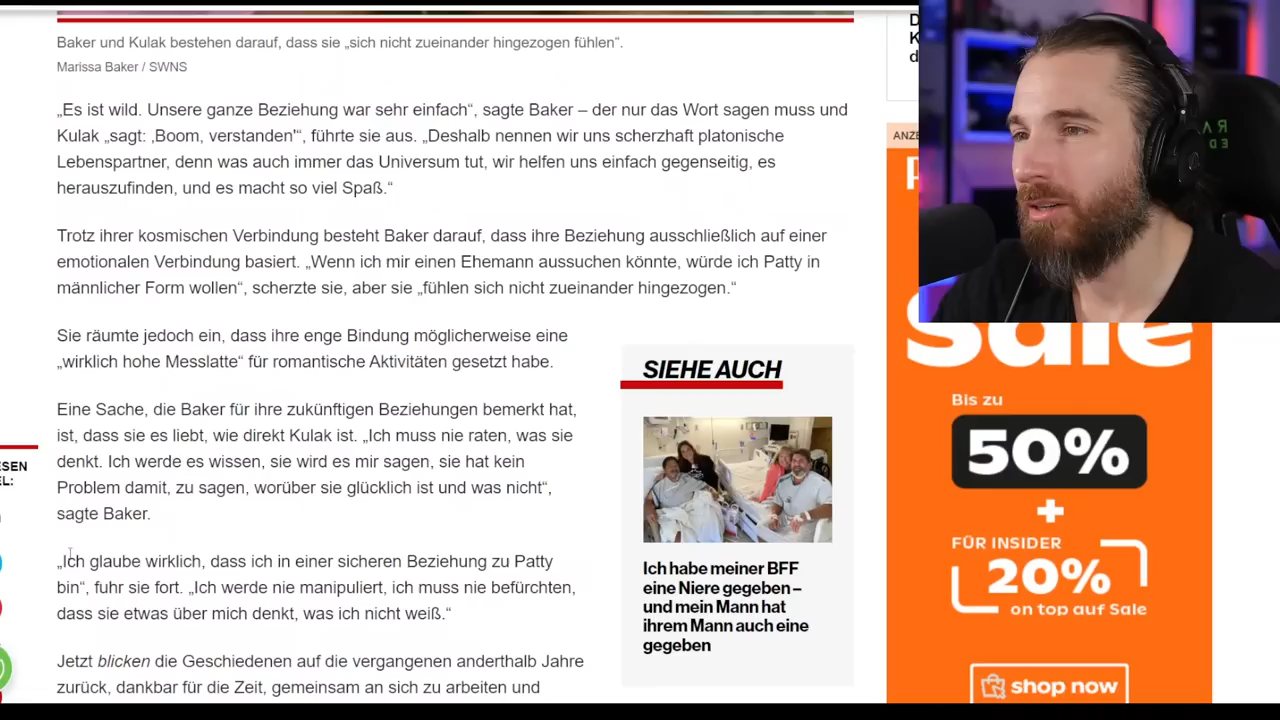 Baker und Kulak bestehen darauf, dass sie „sich nicht zueinander hingezogen fühlen“.
Marissa Baker / SWNS
„Es ist wild. Unsere ganze Beziehung war sehr einfach“, sagte Baker – der nur das Wort sagen muss und
Kulak „sagt: ‚Boom, verstanden'“, führte sie aus. „Deshalb nennen wir uns scherzhaft platonische
Lebenspartner, denn was auch immer das Universum tut, wir helfen uns einfach gegenseitig, es
herauszufinden, und es macht so viel Spaß.“
Trotz ihrer kosmischen Verbindung besteht Baker darauf, dass ihre Beziehung ausschließlich auf einer
emotionalen Verbindung basiert. „Wenn ich mir einen Ehemann aussuchen könnte, würde ich Patty in
männlicher Form wollen“, scherzte sie, aber sie „fühlen sich nicht zueinander hingezogen.“
Sie räumte jedoch ein, dass ihre enge Bindung möglicherweise eine
„wirklich hohe Messlatte“ für romantische Aktivitäten gesetzt habe.
Eine Sache, die Baker für ihre zukünftigen Beziehungen bemerkt hat,
ist, dass sie es liebt, wie direkt Kulak ist. „Ich muss nie raten, was sie
denkt. Ich werde es wissen, sie wird es mir sagen, sie hat kein
Problem damit, zu sagen, worüber sie glücklich ist und was nicht“,
sagte Baker.
„Ich glaube wirklich, dass ich in einer sicheren Beziehung zu Patty
bin“, fuhr sie fort. „Ich werde nie manipuliert, ich muss nie befürchten,
dass sie etwas über mich denkt, was ich nicht weiß.“
Jetzt blicken die Geschiedenen auf die vergangenen anderthalb Jahre
zurück, dankbar für die Zeit, gemeinsam an sich zu arbeiten und
SIEHE AUCH
Ich habe meiner BFF
eine Niere gegeben –
und mein Mann hat
ihrem Mann auch eine
gegeben
Sale
Bis zu
50%
+
FÜR INSIDER
20%
on top auf Sale
shop now